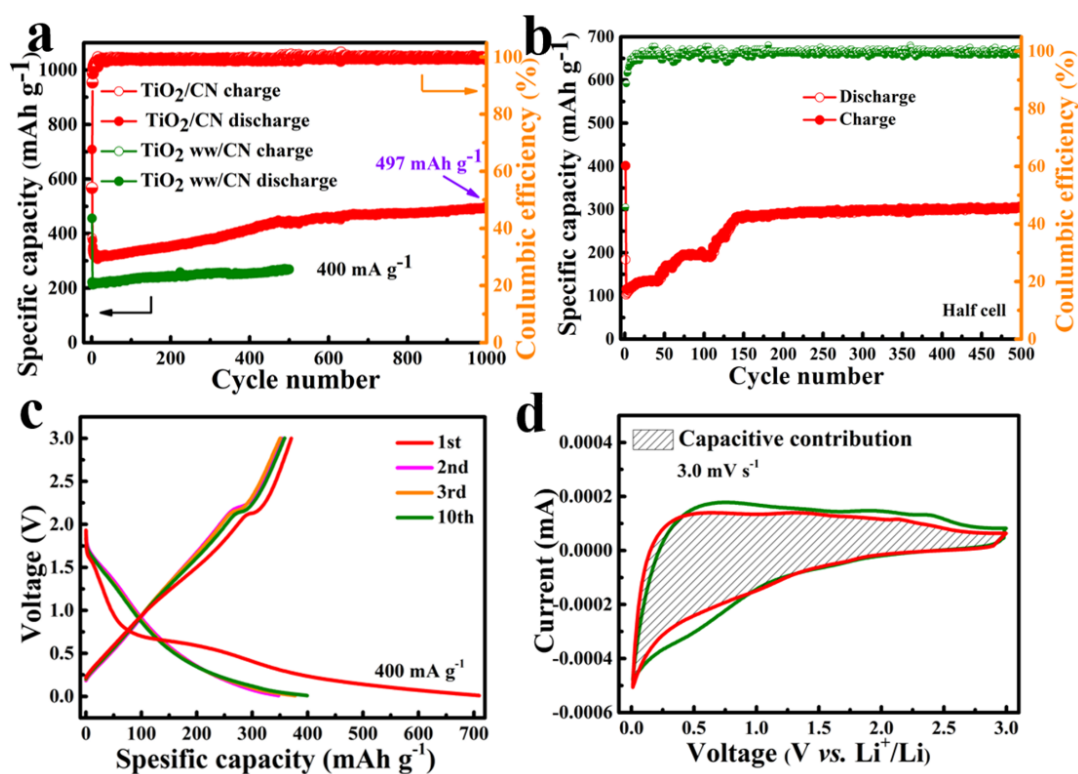 a
Specific capacity (mAh g⁻¹)
1000
800
600
400
200
0
TiO₂/CN charge
TiO₂/CN discharge
TiO₂ ww/CN charge
TiO₂ ww/CN discharge
497 mAh g⁻¹
400 mA g⁻¹
0 200 400 600 800 1000
Cycle number
100
80
60
40
20
0
Coulumbic efficiency (%)
b
Specific capacity (mAh g⁻¹)
700
600
500
400
300
200
100
0
Discharge
Charge
Half cell
0 50 100 150 200 250 300 350 400 450 500
Cycle number
100
80
60
40
20
0
Coulumbic efficiency (%)
c
Voltage (V)
3.0
2.5
2.0
1.5
1.0
0.5
0.0
1st
2nd
3rd
10th
400 mA g⁻¹
0 100 200 300 400 500 600 700
Spesific capacity (mAh g⁻¹)
d
Current (mA)
0.0004
0.0002
0.0000
-0.0002
-0.0004
-0.0006
Capacitive contribution
3.0 mV s⁻¹
0.0 0.5 1.0 1.5 2.0 2.5 3.0
Voltage (V vs. Li⁺/Li)